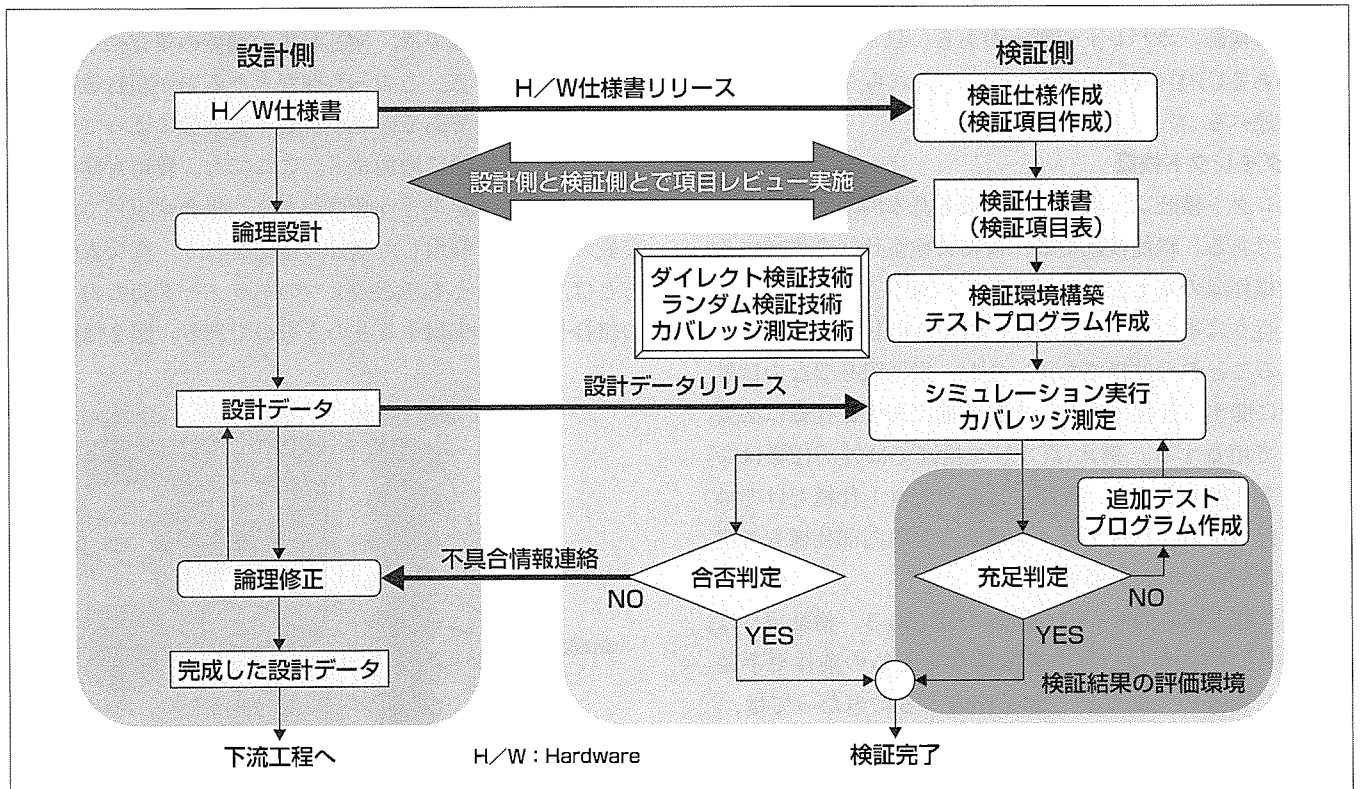 設計側
検証側
H／W仕様書
H／W仕様書リリース
検証仕様作成
（検証項目作成）
設計側と検証側とで項目レビュー実施
検証仕様書
（検証項目表）
論理設計
ダイレクト検証技術
ランダム検証技術
カバレッジ測定技術
検証環境構築
テストプログラム作成
設計データ
設計データリリース
シミュレーション実行
カバレッジ測定
追加テスト
プログラム作成
論理修正
不具合情報連絡
合否判定
NO
YES
充足判定
NO
YES
完成した設計データ
検証結果の評価環境
下流工程へ
H／W：Hardware
検証完了